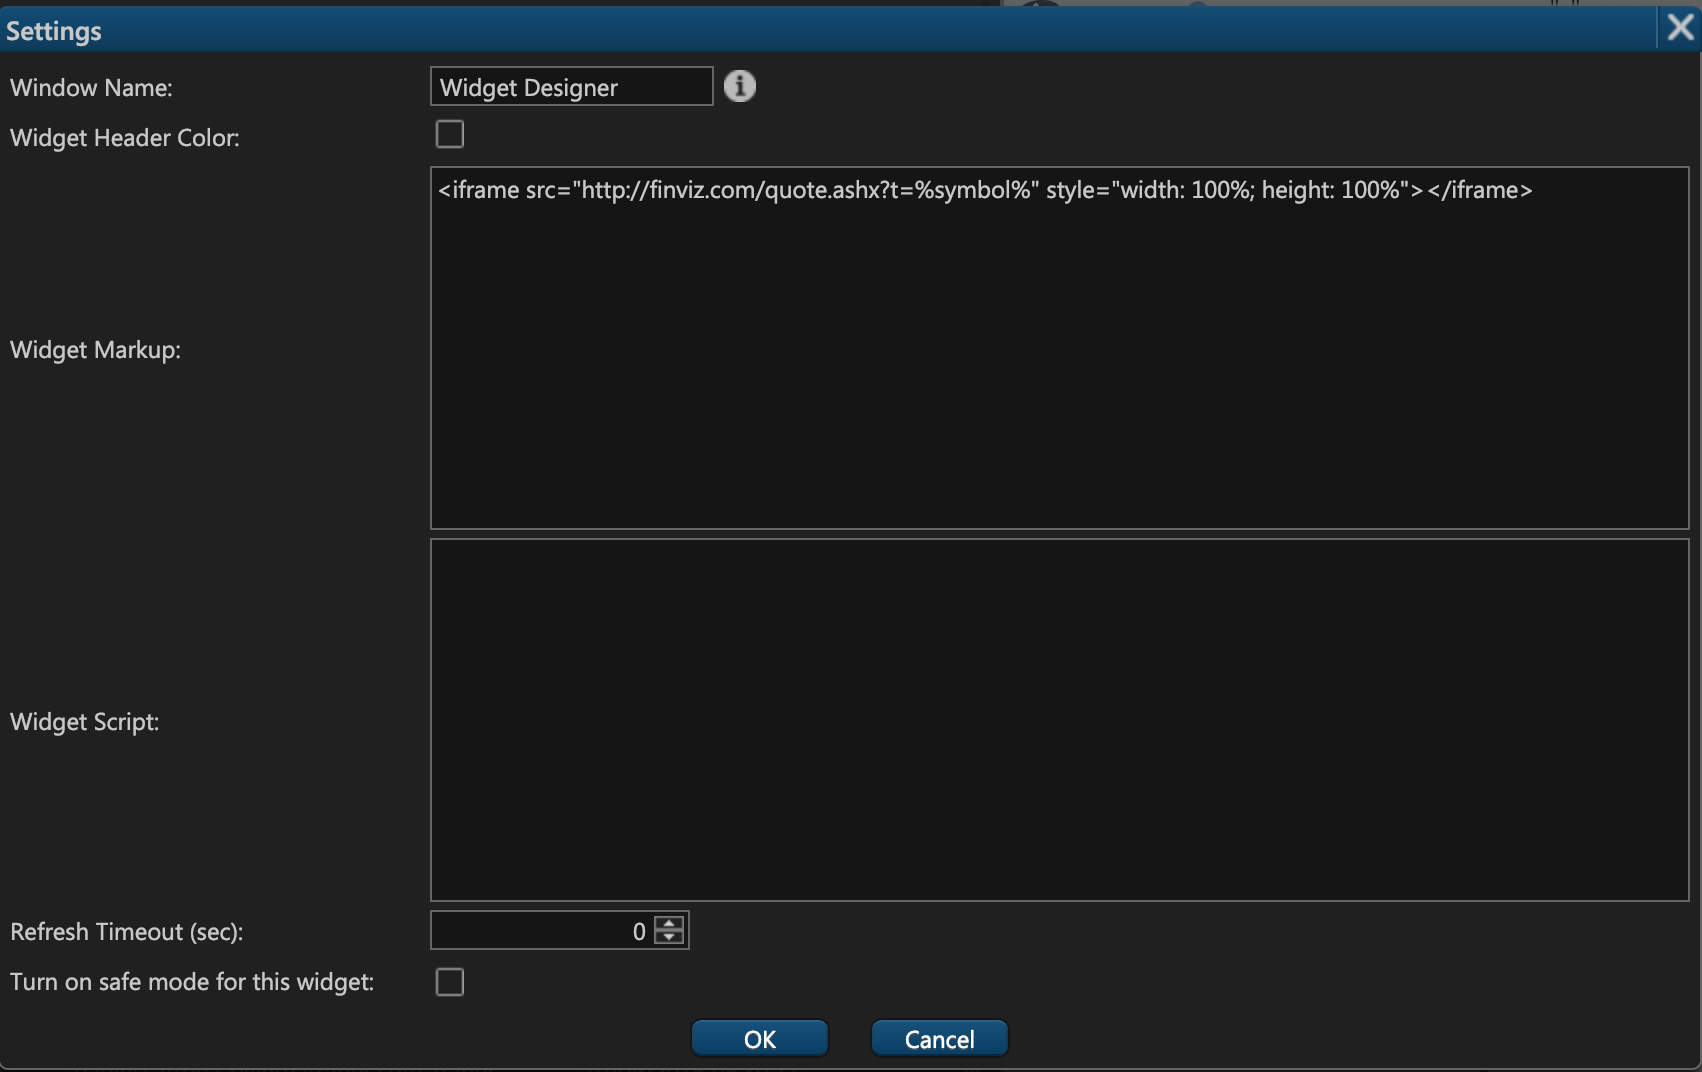 Settings
Window Name:
Widget Designer
Widget Header Color:
Widget Markup:
<iframe src="http://finviz.com/quote.ashx?t=%symbol%" style="width: 100%; height: 100%"></iframe>
Widget Script:
Refresh Timeout (sec):
0
Turn on safe mode for this widget:
OK
Cancel